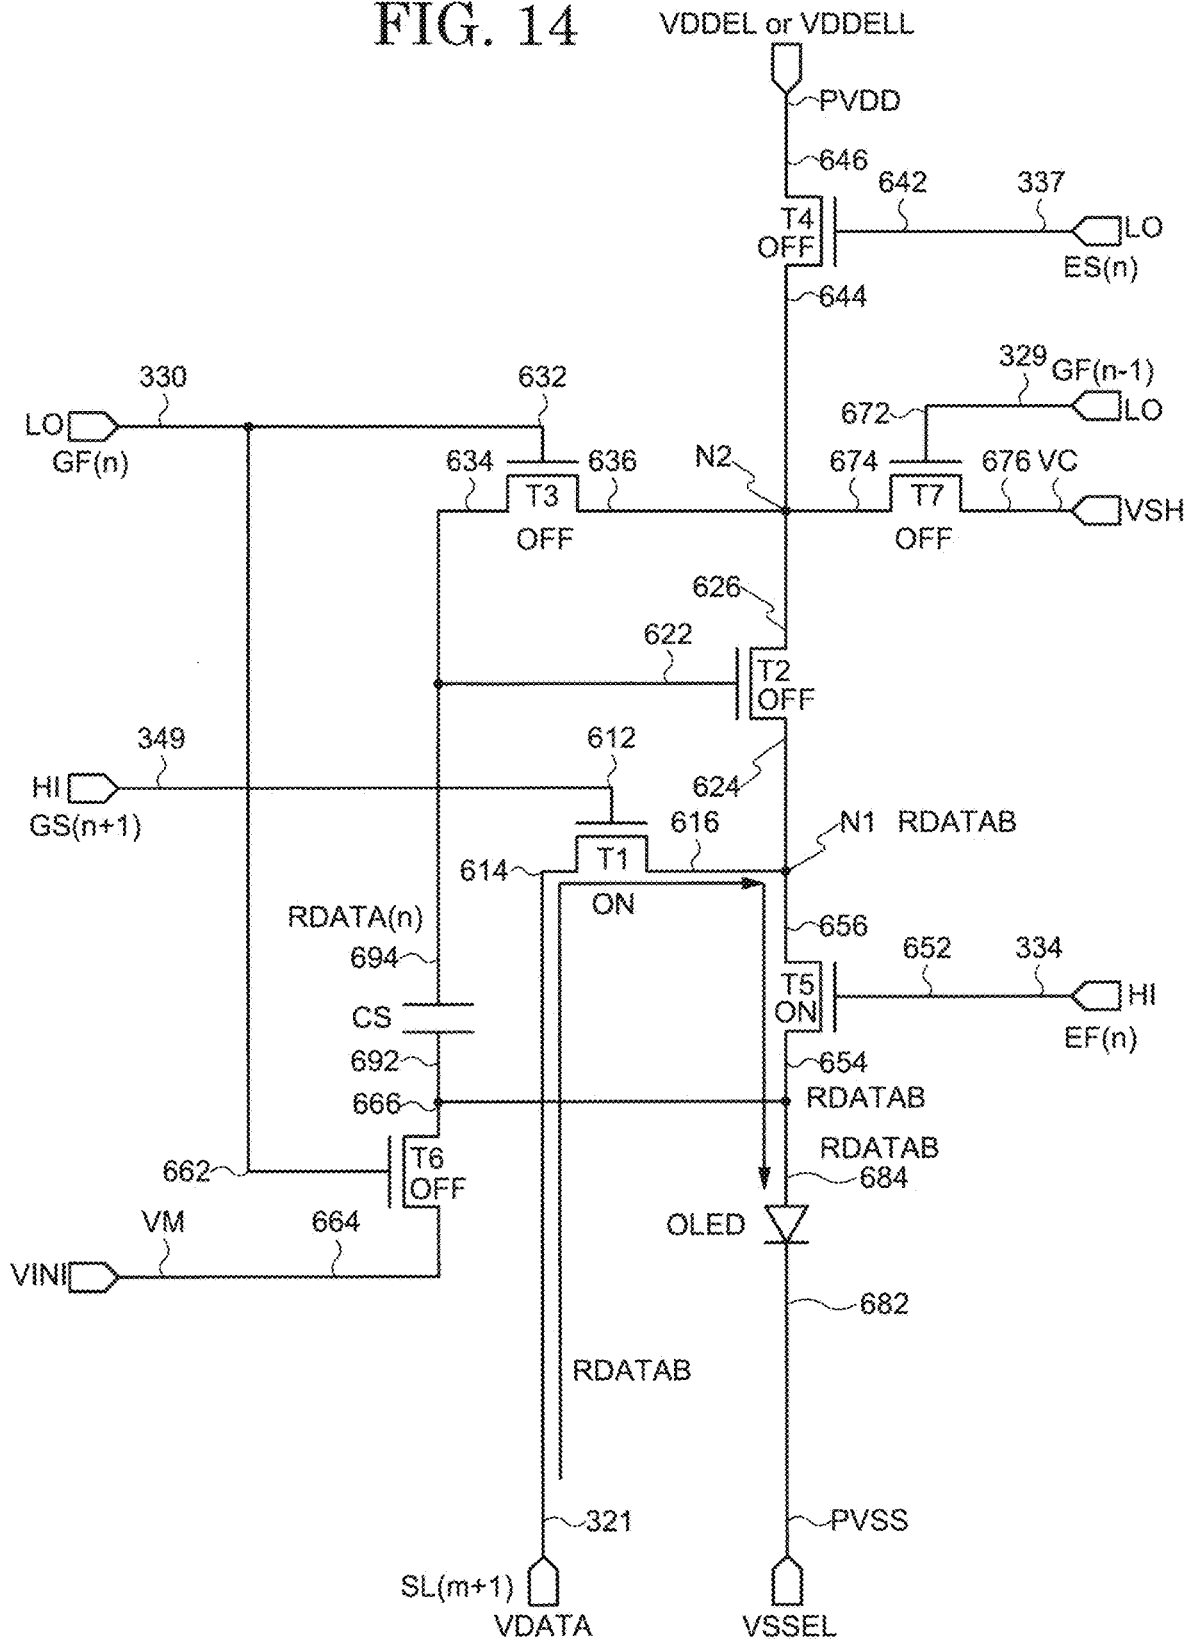 FIG. 14
VDDEL or VDDELL
PVDD
646
642
337
T4
OFF
LO
ES(n)
644
330
632
329
GF(n-1)
LO
GF(n)
672
LO
634
636
N2
674
676
VC
T3
T7
VSH
OFF
OFF
626
622
T2
OFF
349
612
624
HI
GS(n+1)
616
N1
RDATAB
614
T1
ON
RDATA(n)
656
694
652
334
T5
ON
HI
CS
EF(n)
692
654
666
RDATAB
RDATAB
662
T6
OFF
684
VM
664
OLED
VINI
682
RDATAB
321
PVSS
SL(m+1)
VDATA
VSSEL